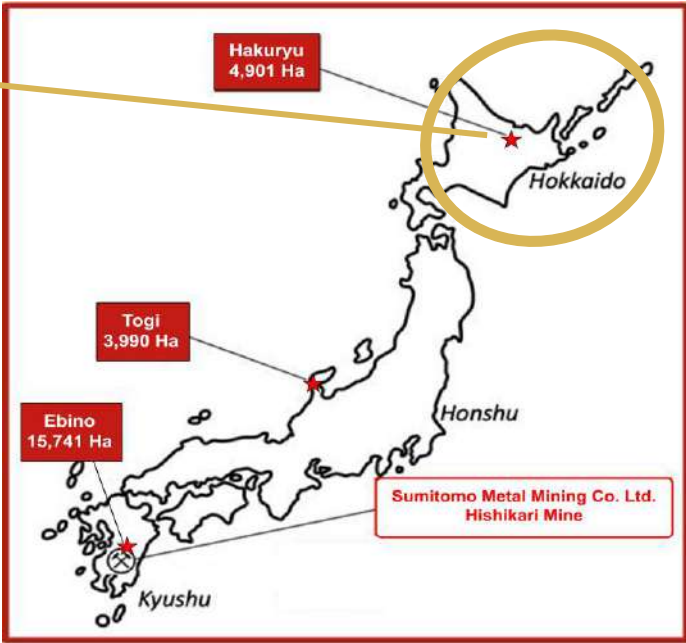 Hakuryu
4,901 Ha
Hokkaido
Togi
3,990 Ha
Honshu
Ebino
15,741 Ha
Sumitomo Metal Mining Co. Ltd.
Hishikari Mine
Kyushu